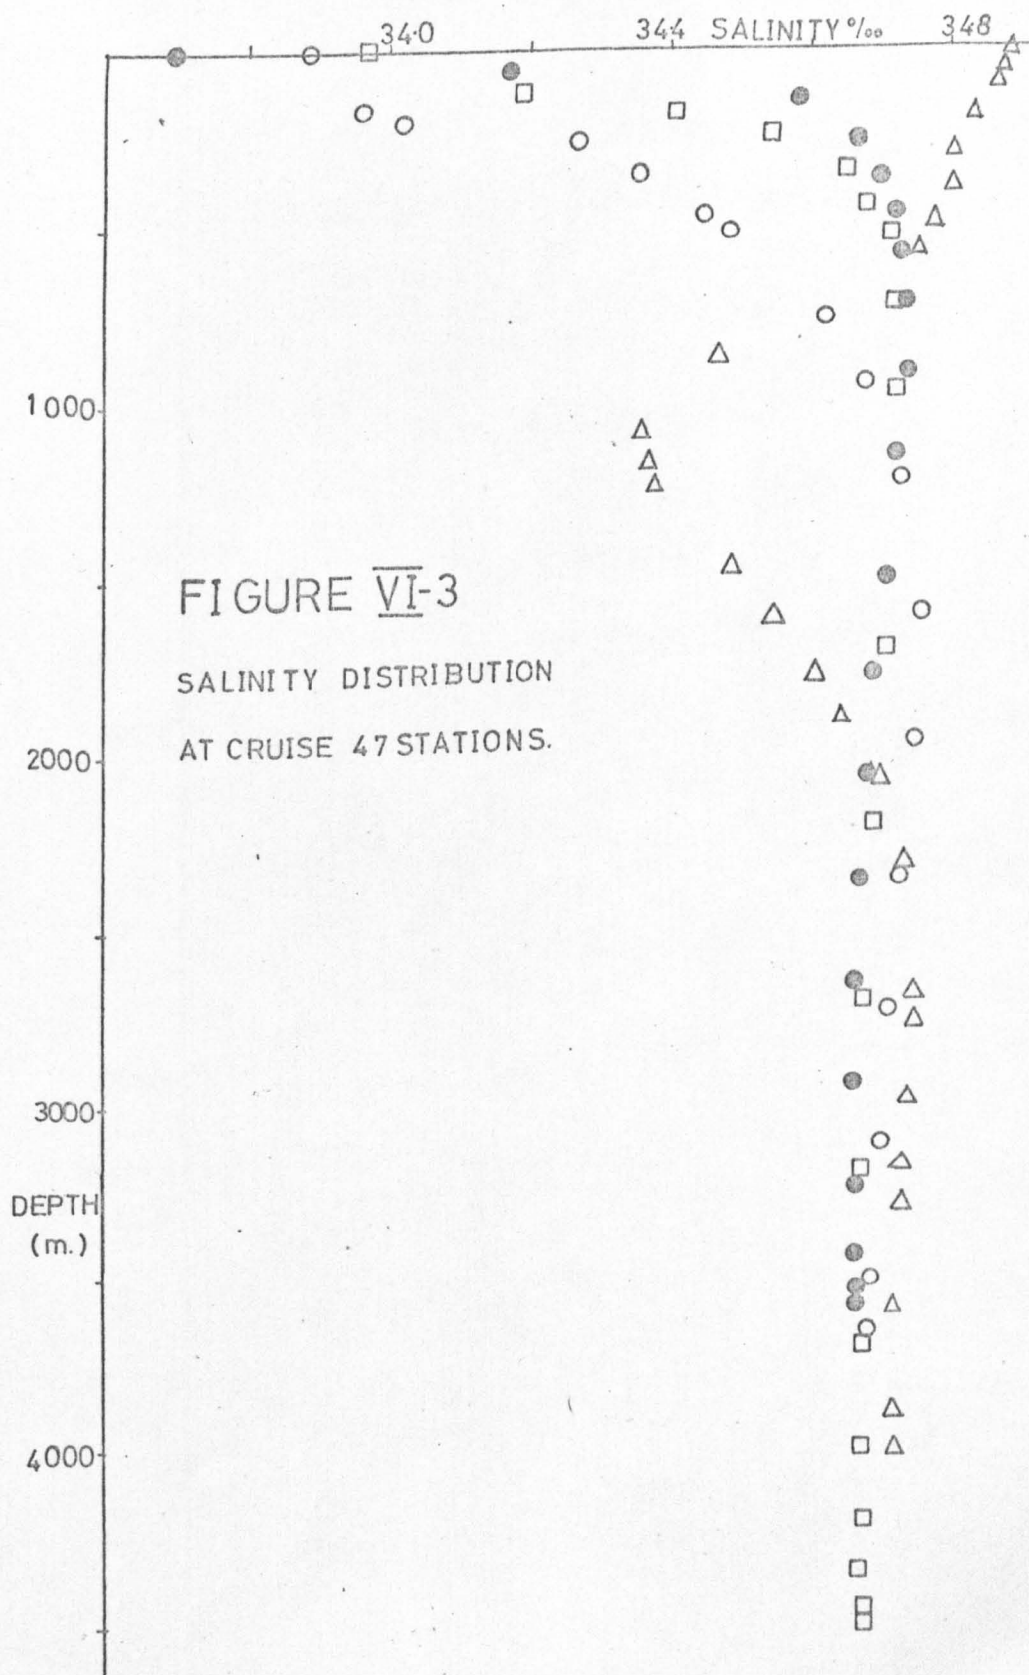 34·0 34·4 SALINITY ‰ 34·8
1000
FIGURE VI-3
SALINITY DISTRIBUTION
AT CRUISE 47 STATIONS.
2000
3000
DEPTH
(m.)
4000